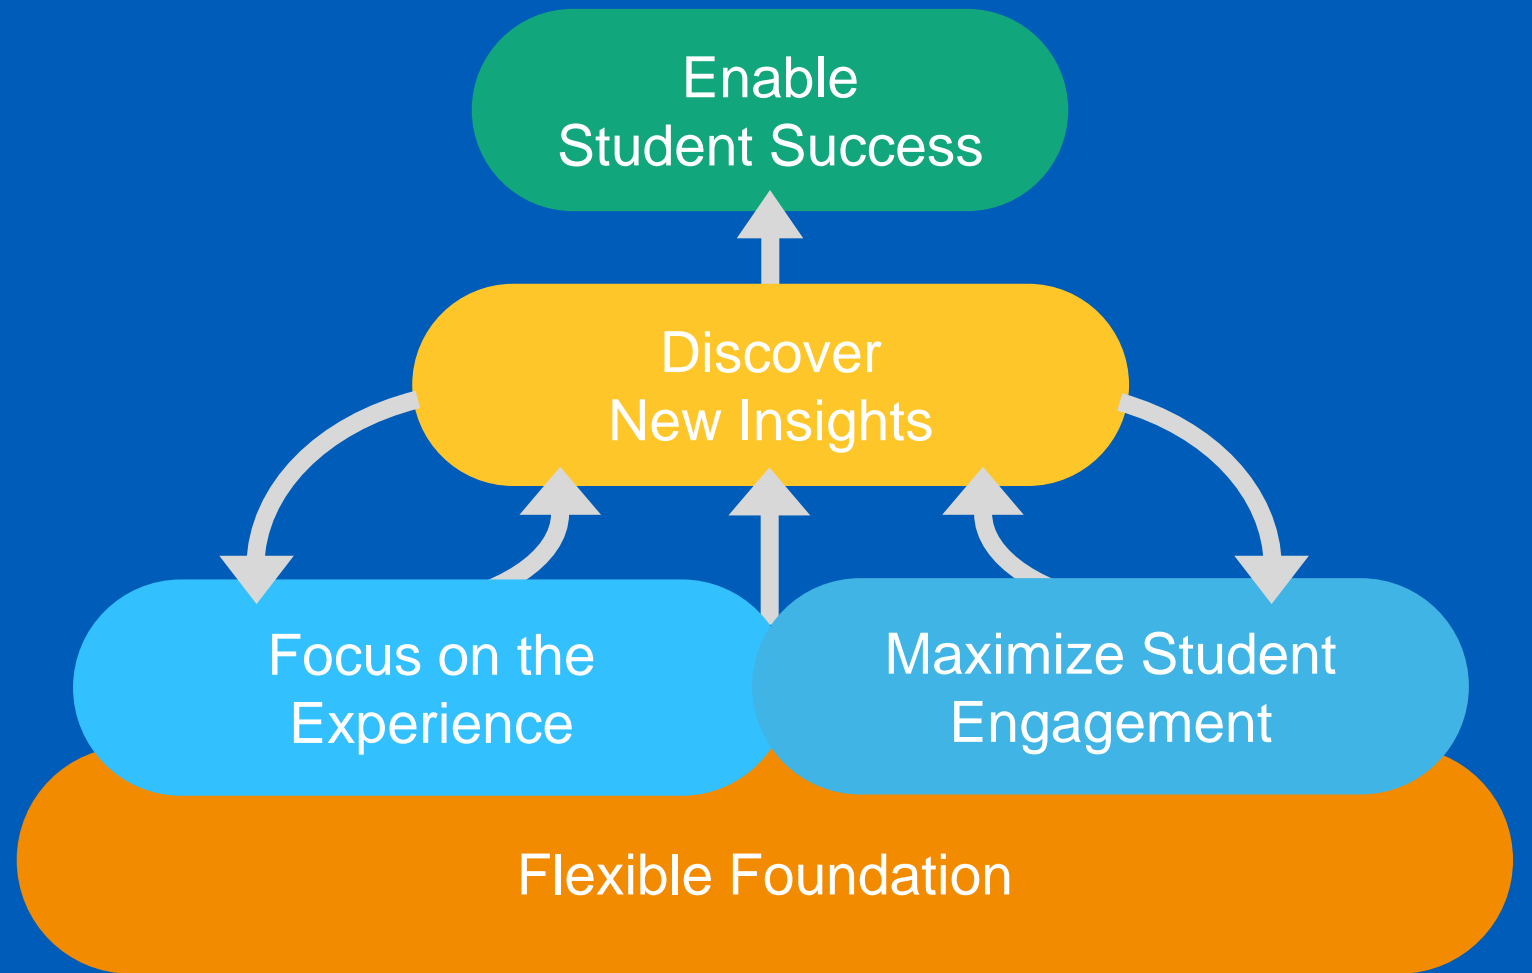 Enable
Student Success
Discover
New Insights
Focus on the
Experience
Maximize Student
Engagement
Flexible Foundation